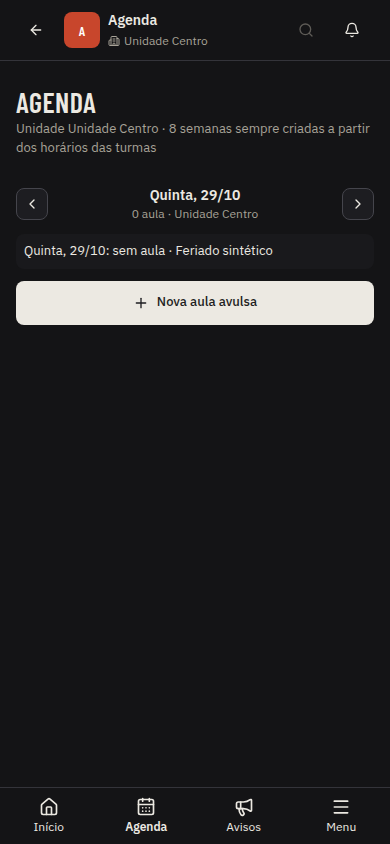 A
Agenda
Unidade Centro
AGENDA
Unidade Unidade Centro · 8 semanas sempre criadas a partir
dos horários das turmas
Quinta, 29/10
0 aula · Unidade Centro
Quinta, 29/10: sem aula · Feriado sintético
Nova aula avulsa
Início
Agenda
Avisos
Menu